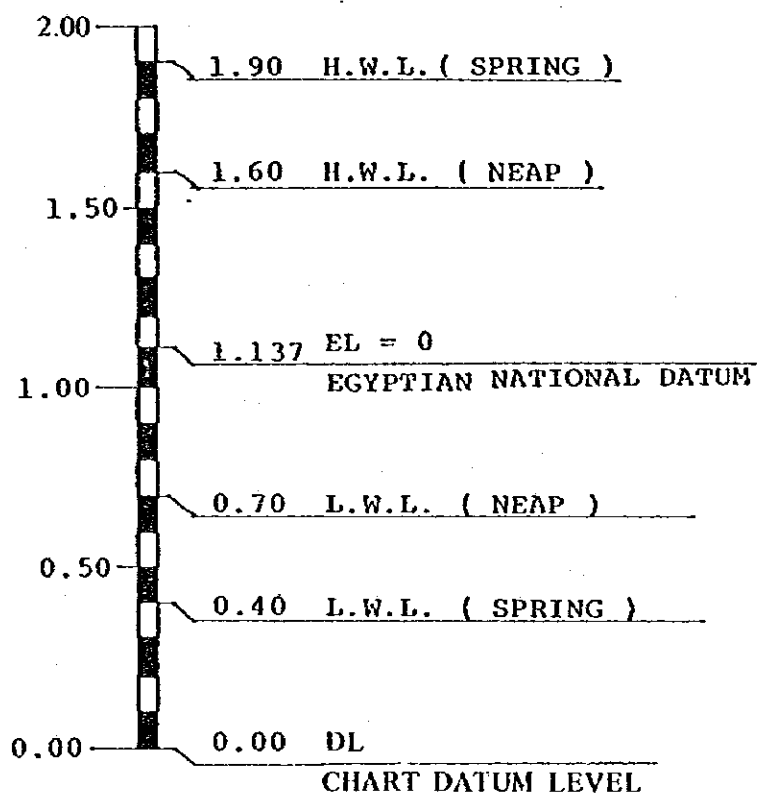 2.00
1.90 H.W.L. ( SPRING )
1.60 H.W.L. ( NEAP )
1.50
1.137 EL = 0
EGYPTIAN NATIONAL DATUM
1.00
0.70 L.W.L. ( NEAP )
0.50
0.40 L.W.L. ( SPRING )
0.00 0.00 DL
CHART DATUM LEVEL